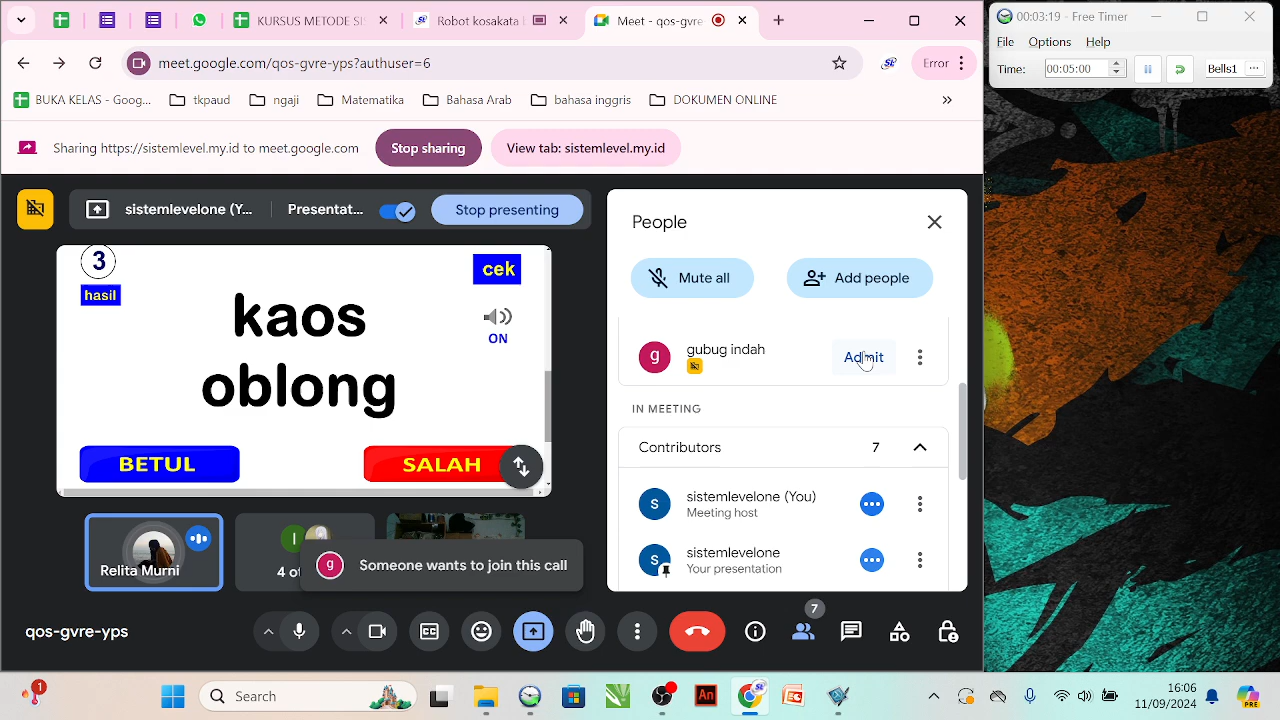 KURSUS METODE
Robot kosakata
Meet - qos-gvre
meet.google.com/qos-gvre-yps?authuser=6
Error
BUKA KELAS - Goog...
tkpaud
Bahasa inggris
DOKUMEN ONLINE
Sharing https://sistemlevel.my.id to meet.google.com
Stop sharing
View tab: sistemlevel.my.id
sistemlevelone (Y...
Presentat...
Stop presenting
3
hasil
cek
kaos
oblong
ON
BETUL
SALAH
Relita Murni
I
4 o
g
Someone wants to join this call
People
Mute all
Add people
g
gubug indah
Admit
IN MEETING
Contributors
7
s
sistemlevelone (You)
Meeting host
s
sistemlevelone
Your presentation
qos-gvre-yps
7
00:03:19 - Free Timer
File
Options
Help
Time:
00:05:00
Bells1
...
1
Search
An
16:06
11/09/2024
PRE